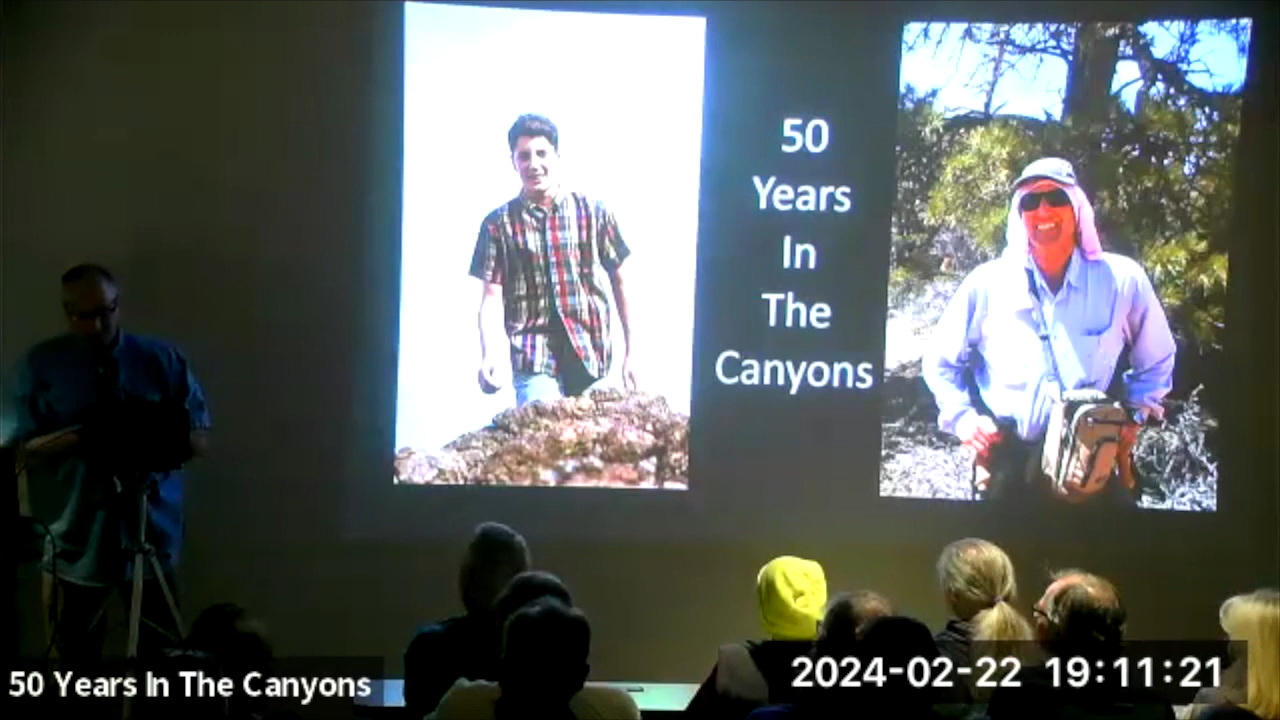 50
Years
In
The
Canyons
50 Years In The Canyons
2024-02-22 19:11:21